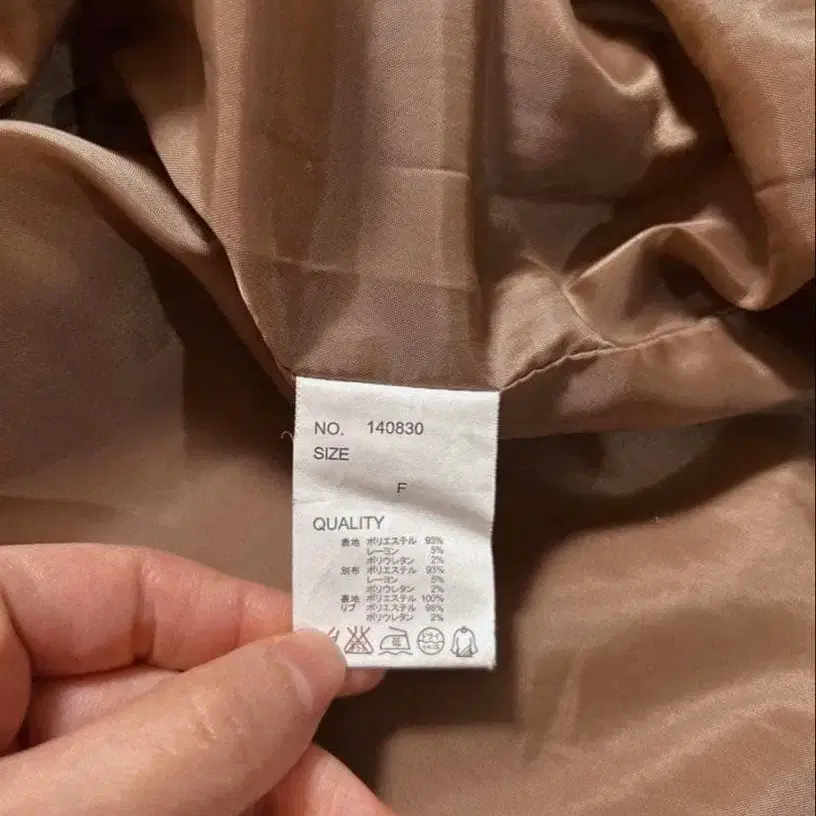 NO. 140830
SIZE
F
QUALITY
表地 ポリエステル 93%
レーヨン 5%
ポリウレタン 2%
別布 ポリエステル 93%
レーヨン 5%
ポリウレタン 2%
裏地 ポリエステル 100%
リブ ポリエステル 98%
ポリウレタン 2%
ドライ